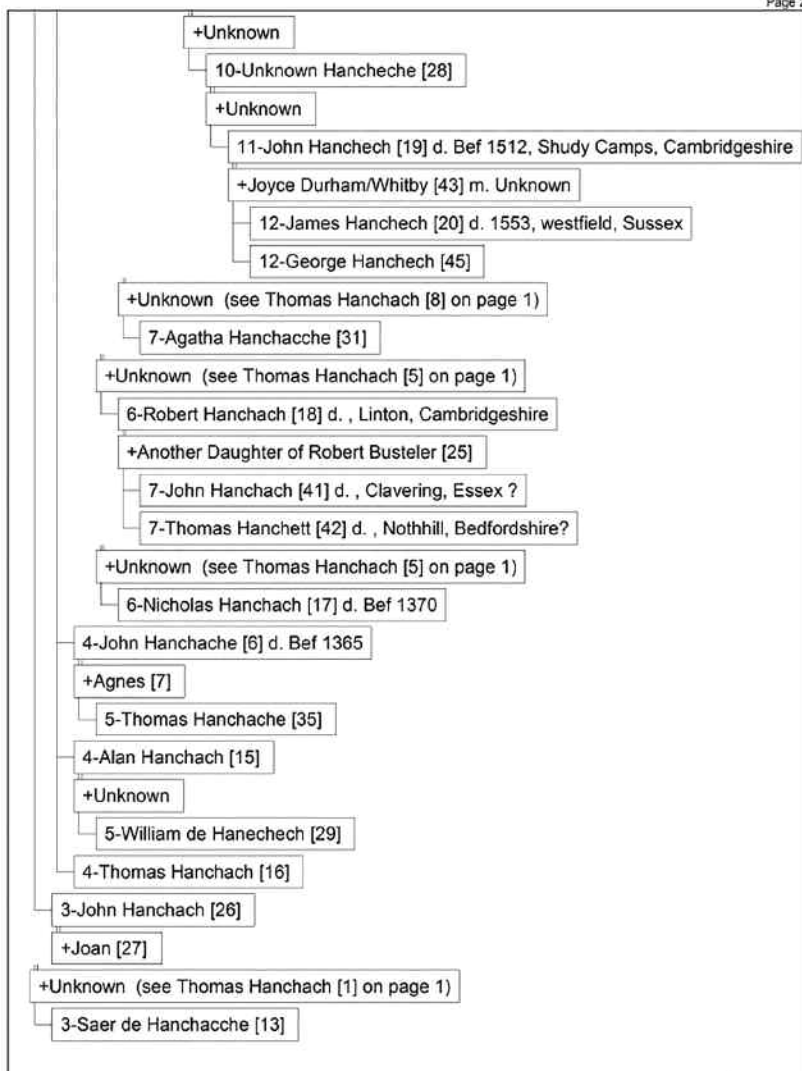 Page 2
+Unknown
10-Unknown Hancheche [28]
+Unknown
11-John Hanchech [19] d. Bef 1512, Shudy Camps, Cambridgeshire
+Joyce Durham/Whitby [43] m. Unknown
12-James Hanchech [20] d. 1553, westfield, Sussex
12-George Hanchech [45]
+Unknown (see Thomas Hanchach [8] on page 1)
7-Agatha Hanchacche [31]
+Unknown (see Thomas Hanchach [5] on page 1)
6-Robert Hanchach [18] d. , Linton, Cambridgeshire
+Another Daughter of Robert Busteler [25]
7-John Hanchach [41] d. , Clavering, Essex ?
7-Thomas Hanchett [42] d. , Nothhill, Bedfordshire?
+Unknown (see Thomas Hanchach [5] on page 1)
6-Nicholas Hanchach [17] d. Bef 1370
4-John Hanchache [6] d. Bef 1365
+Agnes [7]
5-Thomas Hanchache [35]
4-Alan Hanchach [15]
+Unknown
5-William de Hanechech [29]
4-Thomas Hanchach [16]
3-John Hanchach [26]
+Joan [27]
+Unknown (see Thomas Hanchach [1] on page 1)
3-Saer de Hanchacche [13]